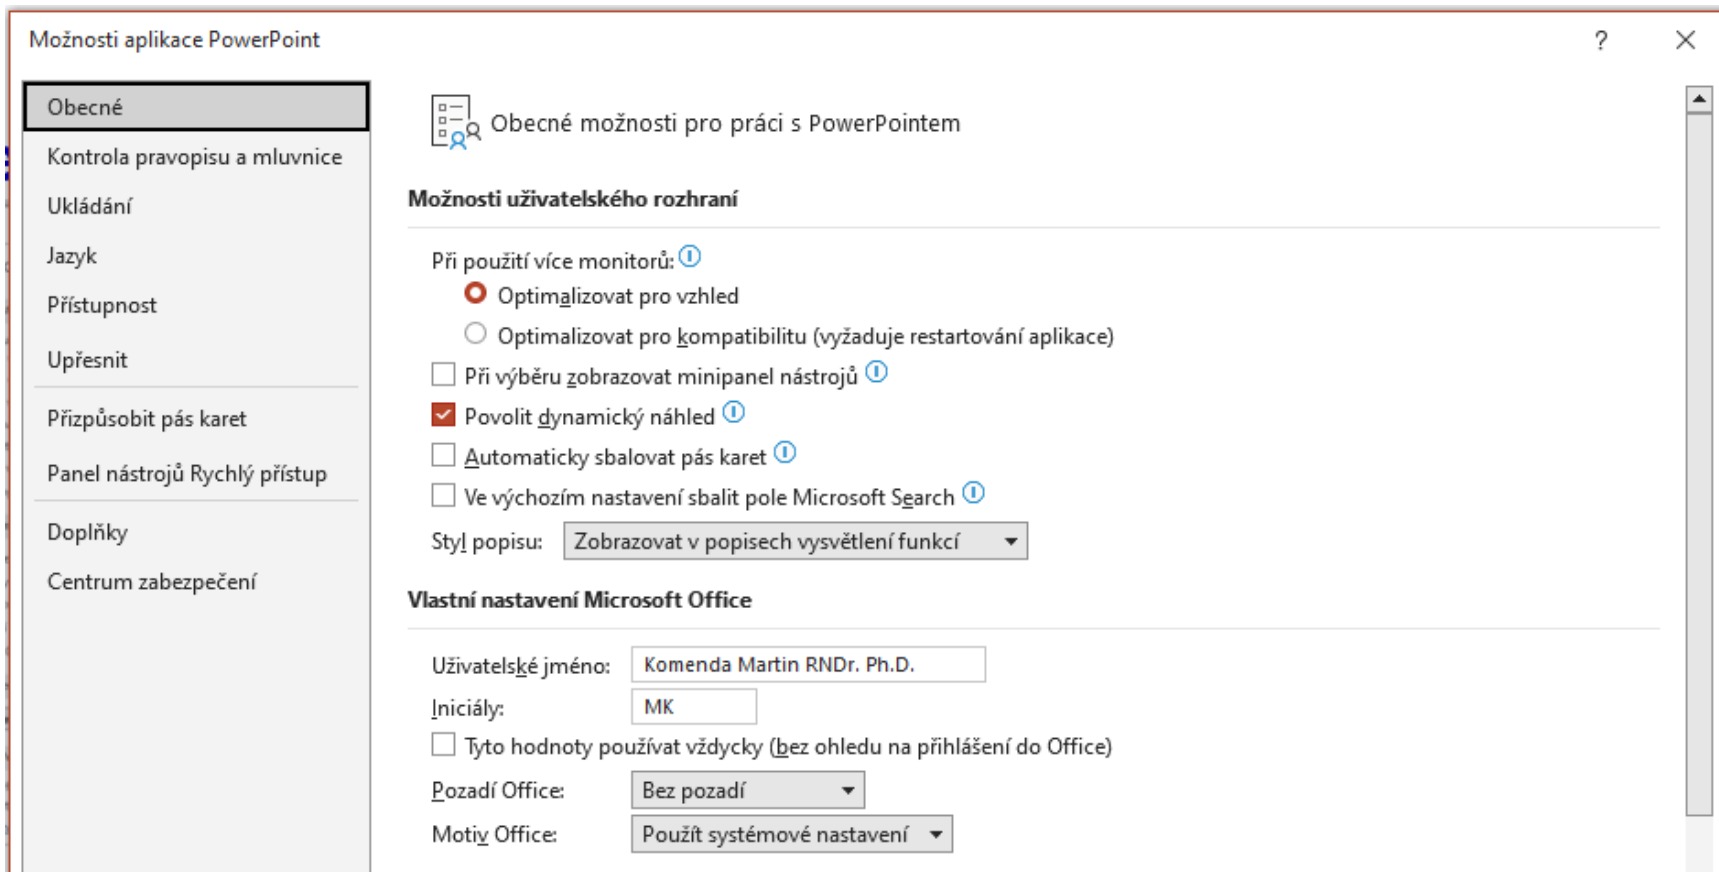 Možnosti aplikace PowerPoint
?
Obecné
Kontrola pravopisu a mluvnice
Ukládání
Jazyk
Přístupnost
Upřesnit
Přizpůsobit pás karet
Panel nástrojů Rychlý přístup
Doplňky
Centrum zabezpečení
Obecné možnosti pro práci s PowerPointem
Možnosti uživatelského rozhraní
Při použití více monitorů:
Optimalizovat pro vzhled
Optimalizovat pro kompatibilitu (vyžaduje restartování aplikace)
Při výběru zobrazovat minipanel nástrojů
Povolit dynamický náhled
Automaticky sbalovat pás karet
Ve výchozím nastavení sbalit pole Microsoft Search
Styl popisu: Zobrazovat v popisech vysvětlení funkcí
Vlastní nastavení Microsoft Office
Uživatelské jméno: Komenda Martin RNDr. Ph.D.
Iniciály: MK
Tyto hodnoty používat vždycky (bez ohledu na přihlášení do Office)
Pozadí Office: Bez pozadí
Motiv Office: Použít systémové nastavení